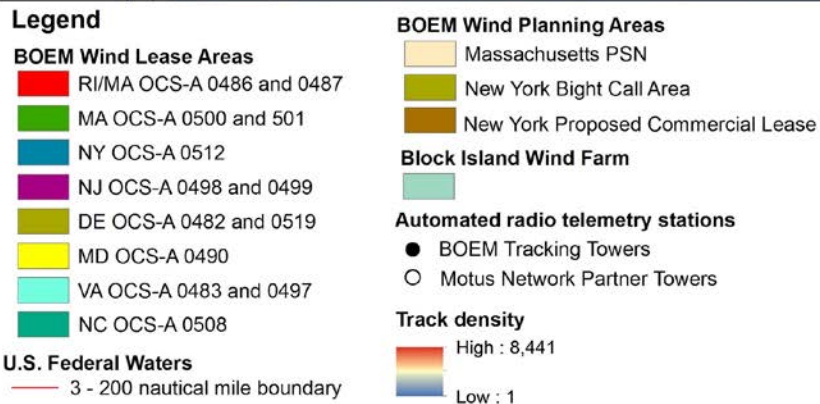 Legend
BOEM Wind Lease Areas
RI/MA OCS-A 0486 and 0487
MA OCS-A 0500 and 501
NY OCS-A 0512
NJ OCS-A 0498 and 0499
DE OCS-A 0482 and 0519
MD OCS-A 0490
VA OCS-A 0483 and 0497
NC OCS-A 0508
U.S. Federal Waters
3 - 200 nautical mile boundary
BOEM Wind Planning Areas
Massachusetts PSN
New York Bight Call Area
New York Proposed Commercial Lease
Block Island Wind Farm
Automated radio telemetry stations
BOEM Tracking Towers
Motus Network Partner Towers
Track density
High : 8,441
Low : 1